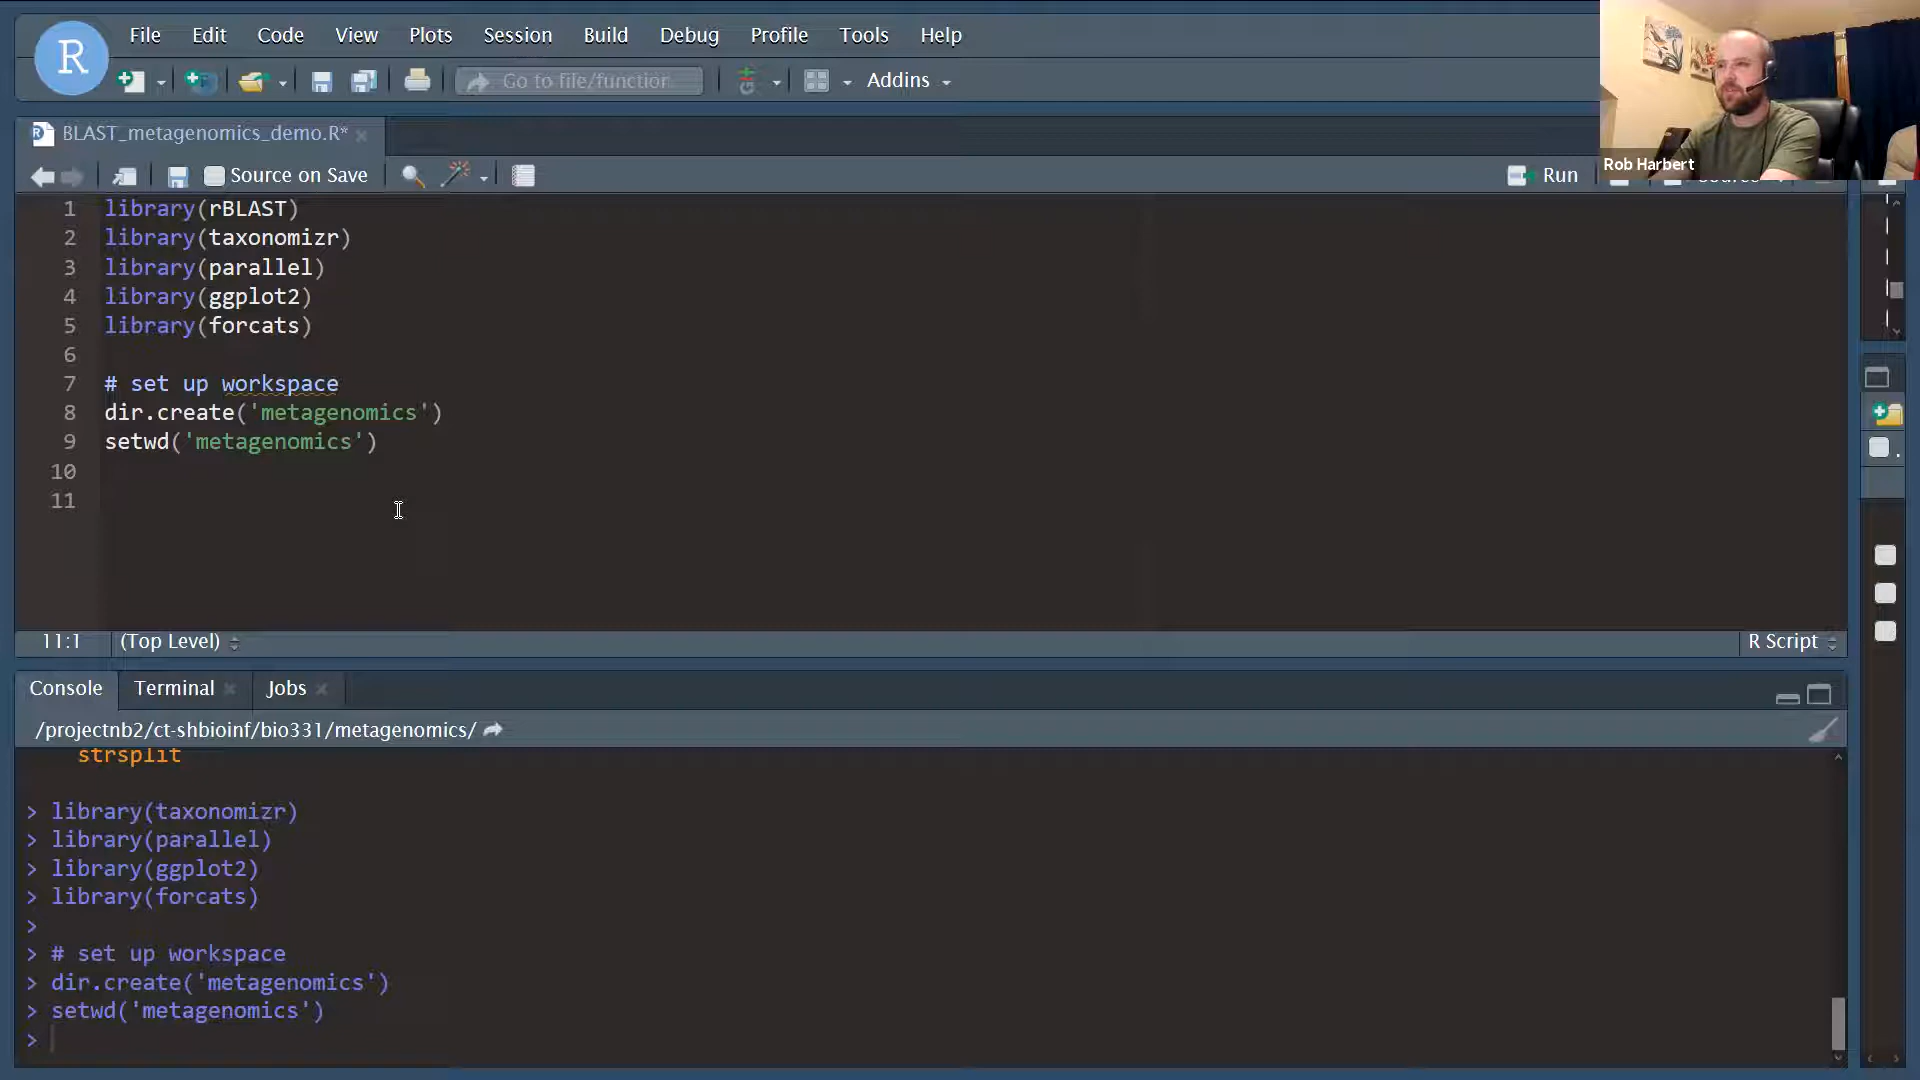 R File Edit Code View Plots Session Build Debug Profile Tools Help
Go to file/function Addins
Rob Harbert
BLAST_metagenomics_demo.R*
Source on Save Run
1 library(rBLAST)
2 library(taxonomizr)
3 library(parallel)
4 library(ggplot2)
5 library(forcats)
6
7 # set up workspace
8 dir.create('metagenomics')
9 setwd('metagenomics')
10
11
11:1 (Top Level) R Script
Console Terminal Jobs
/projectnb2/ct-shbioinf/bio331/metagenomics/
strsplit
> library(taxonomizr)
> library(parallel)
> library(ggplot2)
> library(forcats)
>
> # set up workspace
> dir.create('metagenomics')
> setwd('metagenomics')
>